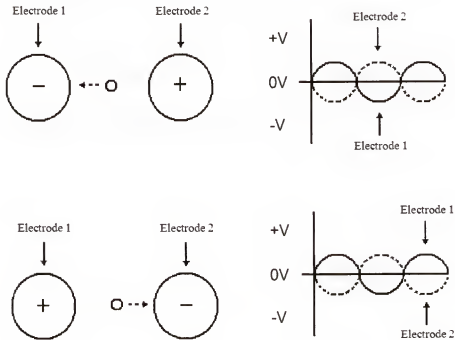 Electrode 1
Electrode 2
− O +
+V
Electrode 2
0V
-V
Electrode 1
Electrode 1
Electrode 2
+ O −
+V
Electrode 1
0V
-V
Electrode 2